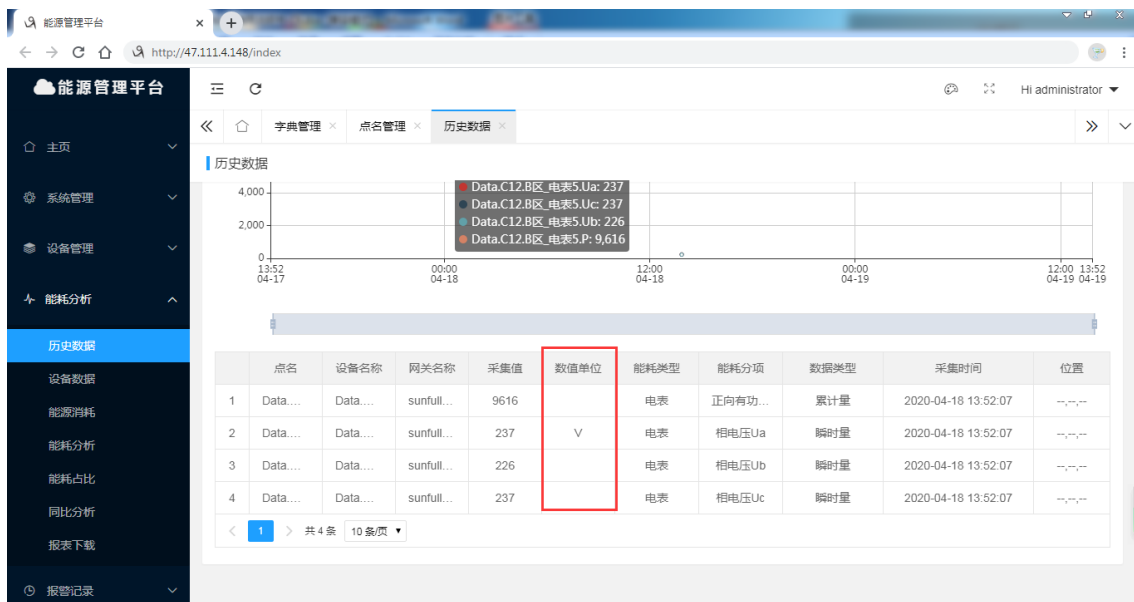 能源管理平台
http://47.111.4.148/index
能源管理平台
Hi administrator
字典管理 点名管理 历史数据
历史数据
主页
系统管理
设备管理
能耗分析
历史数据
设备数据
能源消耗
能耗分析
能耗占比
同比分析
报表下载
报警记录
4,000
2,000
0
Data.C12.B区_电表5.Ua: 237
Data.C12.B区_电表5.Uc: 237
Data.C12.B区_电表5.Ub: 226
Data.C12.B区_电表5.P: 9,616
13:52 00:00 12:00 00:00 12:00 13:52
04-17 04-18 04-18 04-19 04-19 04-19
点名 设备名称 网关名称 采集值 数值单位 能耗类型 能耗分项 数据类型 采集时间 位置
1 Data.... Data.... sunfull... 9616 电表 正向有功... 累计量 2020-04-18 13:52:07 --,--,--
2 Data.... Data.... sunfull... 237 V 电表 相电压Ua 瞬时量 2020-04-18 13:52:07 --,--,--
3 Data.... Data.... sunfull... 226 电表 相电压Ub 瞬时量 2020-04-18 13:52:07 --,--,--
4 Data.... Data.... sunfull... 237 电表 相电压Uc 瞬时量 2020-04-18 13:52:07 --,--,--
1 共4条 10条/页